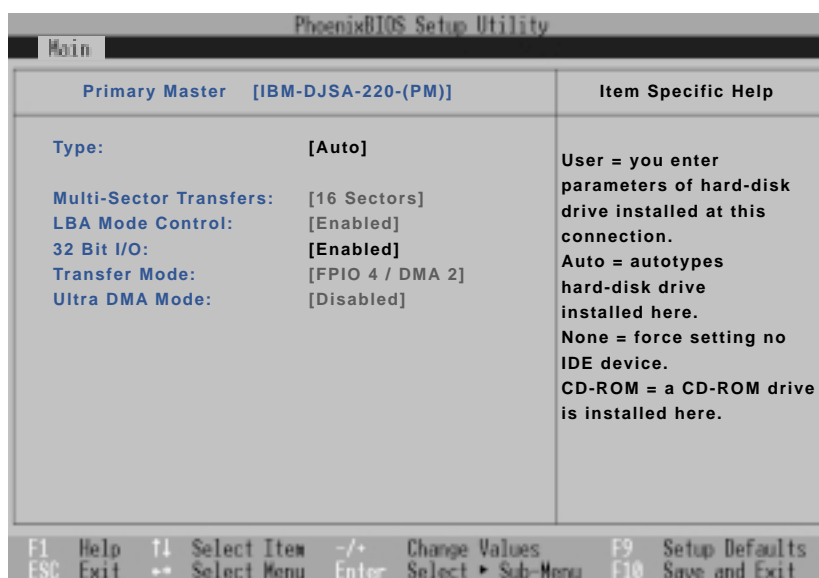 PhoenixBIOS Setup Utility
Main
Primary Master [IBM-DJSA-220-(PM)]
Item Specific Help
Type: [Auto]
Multi-Sector Transfers: [16 Sectors]
LBA Mode Control: [Enabled]
32 Bit I/O: [Enabled]
Transfer Mode: [FPIO 4 / DMA 2]
Ultra DMA Mode: [Disabled]
User = you enter
parameters of hard-disk
drive installed at this
connection.
Auto = autotypes
hard-disk drive
installed here.
None = force setting no
IDE device.
CD-ROM = a CD-ROM drive
is installed here.
F1 Help ↑↓ Select Item -/+ Change Values F9 Setup Defaults
ESC Exit ←→ Select Menu Enter Select ▸ Sub-Menu F10 Save and Exit